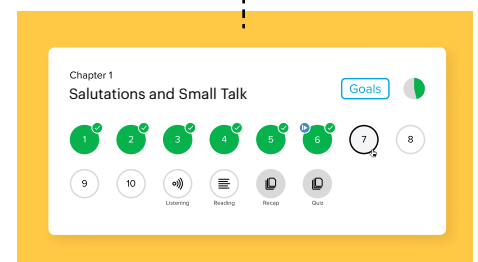 Chapter 1
Salutations and Small Talk
Goals
1 2 3 4 5 6 7 8
9 10
Listening Reading Recap Quiz